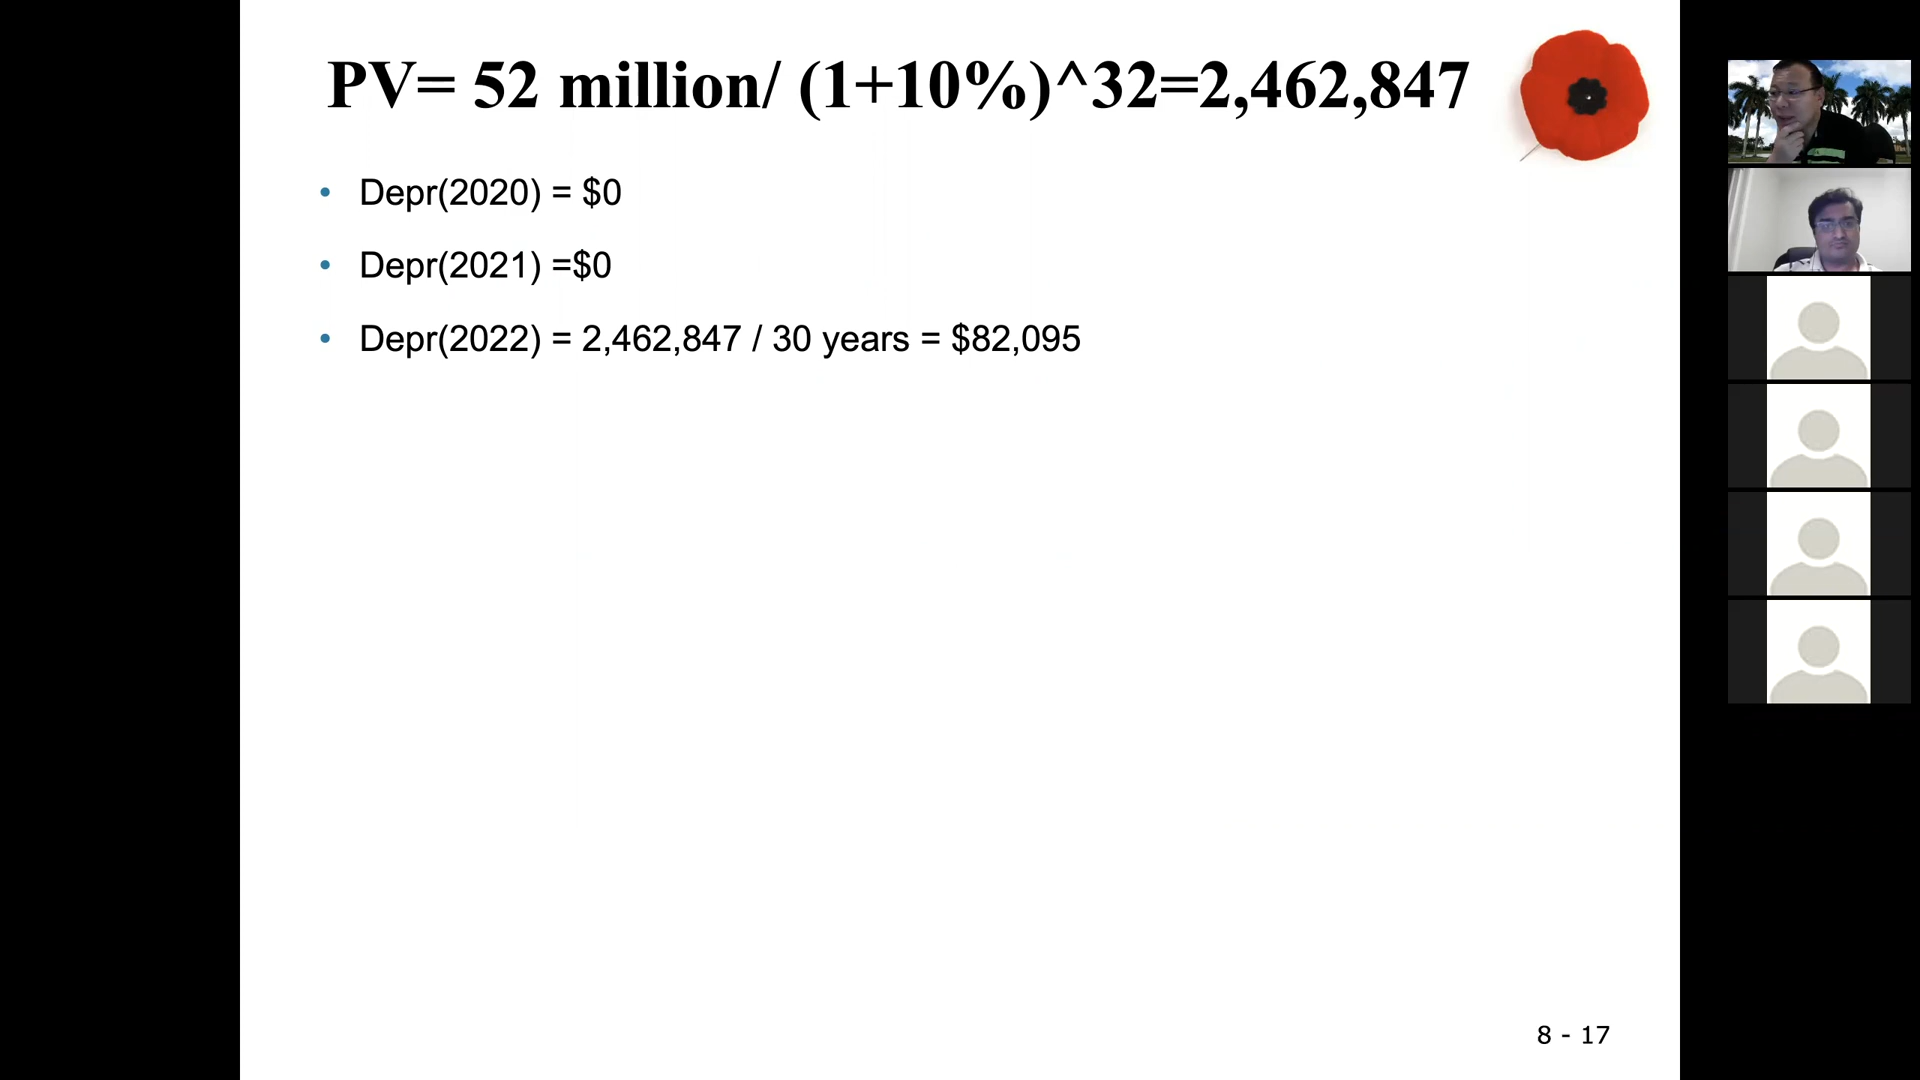 PV= 52 million/ (1+10%)^32=2,462,847
• Depr(2020) = $0
• Depr(2021) =$0
• Depr(2022) = 2,462,847 / 30 years = $82,095
8 - 17